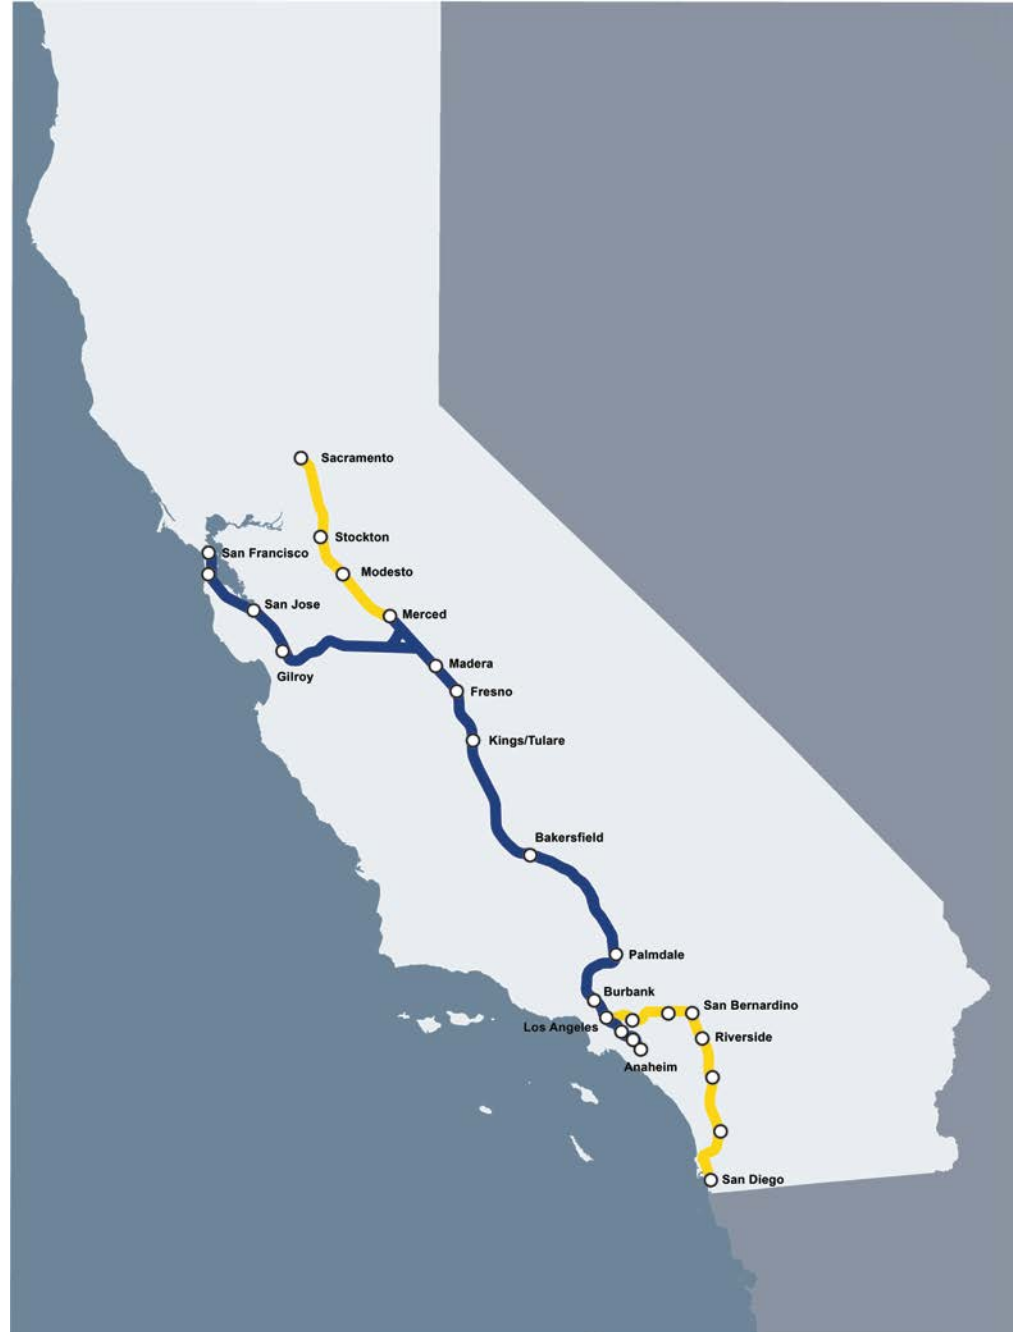 Sacramento
Stockton
San Francisco
Modesto
San Jose
Merced
Madera
Gilroy
Fresno
Kings/Tulare
Bakersfield
Palmdale
Burbank
San Bernardino
Los Angeles
Riverside
Anaheim
San Diego